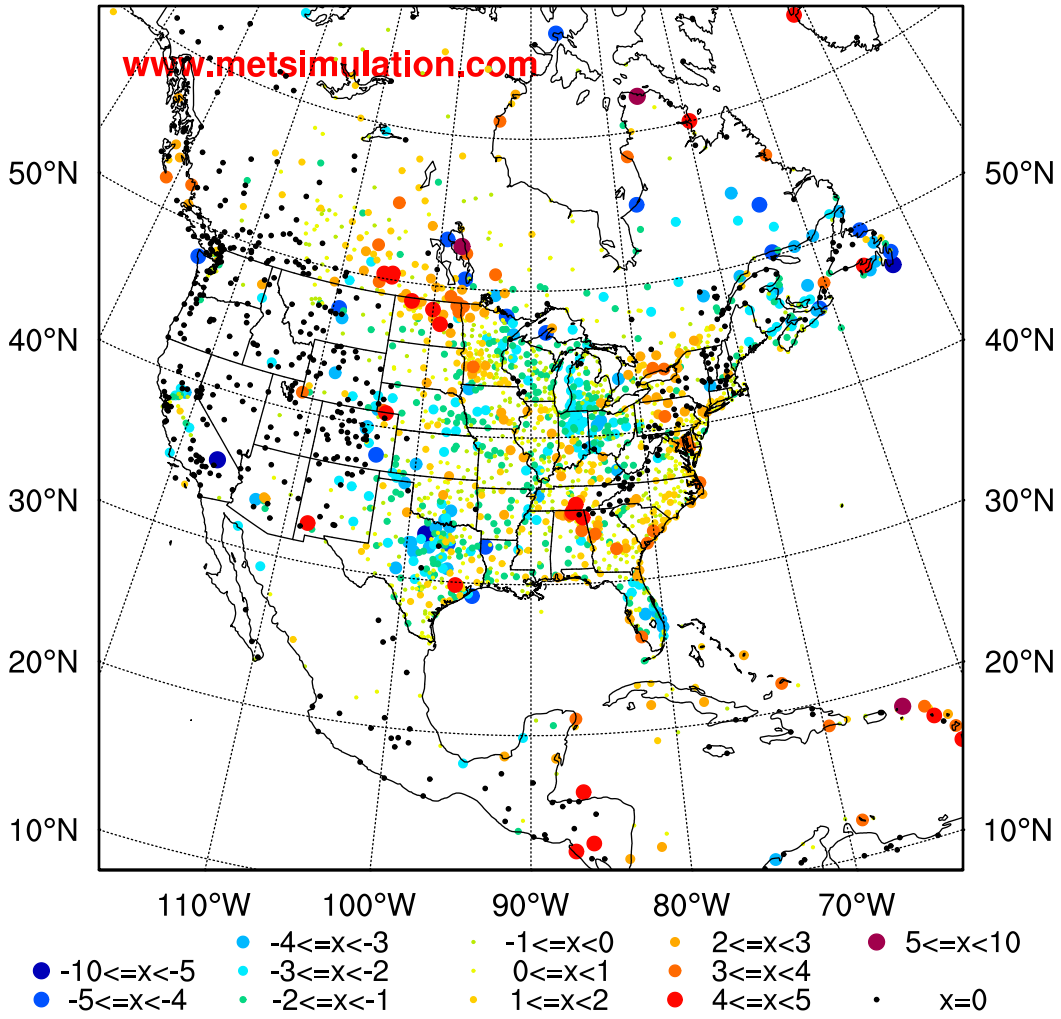 www.metsimulation.com
50°N 50°N
40°N 40°N
30°N 30°N
20°N 20°N
10°N 10°N
110°W 100°W 90°W 80°W 70°W
-4<=x<-3 -1<=x<0 2<=x<3 5<=x<10
-10<=x<-5 -3<=x<-2 0<=x<1 3<=x<4
-5<=x<-4 -2<=x<-1 1<=x<2 4<=x<5 x=0